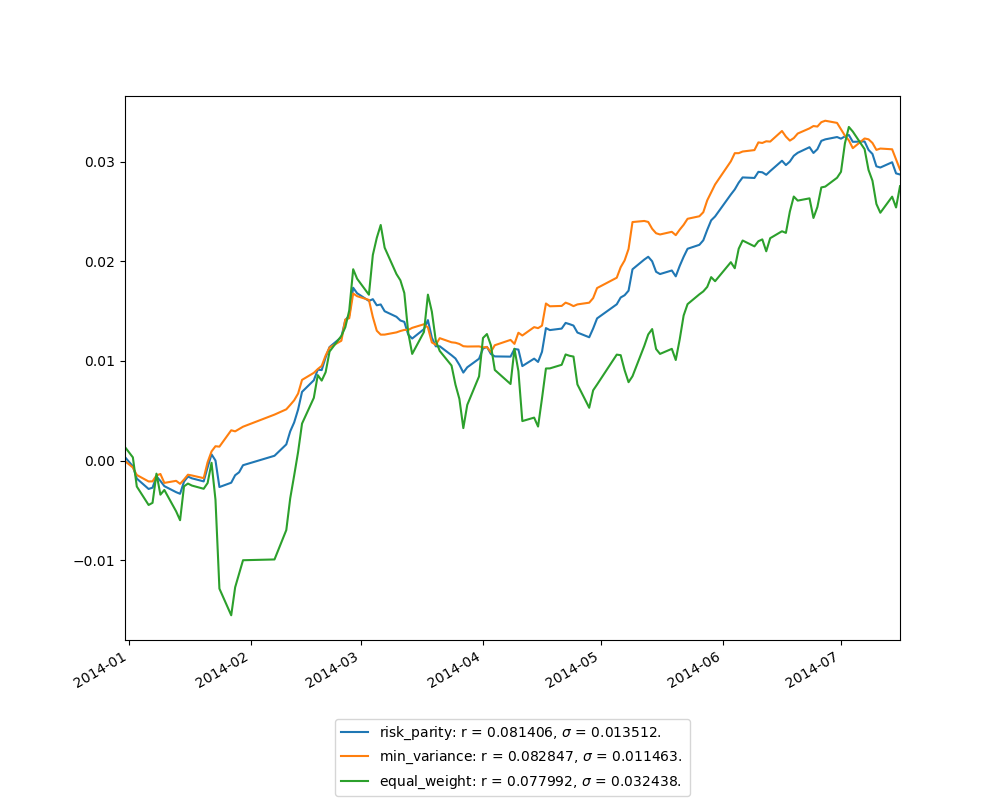 0.03
0.02
0.01
0.00
−0.01
2014-01 2014-02 2014-03 2014-04 2014-05 2014-06 2014-07
risk_parity: r = 0.081406, σ = 0.013512.
min_variance: r = 0.082847, σ = 0.011463.
equal_weight: r = 0.077992, σ = 0.032438.